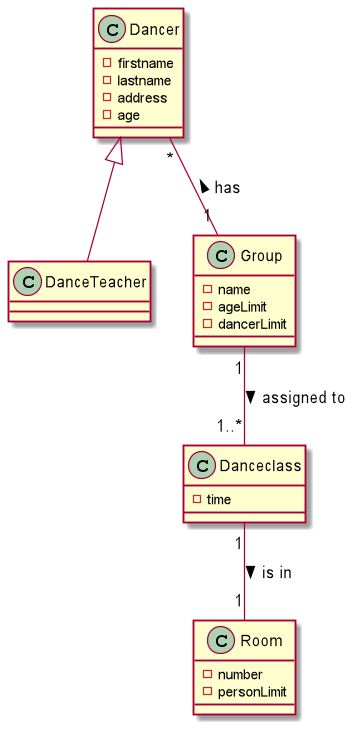 C Dancer
firstname
lastname
address
age
*
has
1
C DanceTeacher
C Group
name
ageLimit
dancerLimit
1
assigned to
1..*
C Danceclass
time
1
is in
1
C Room
number
personLimit